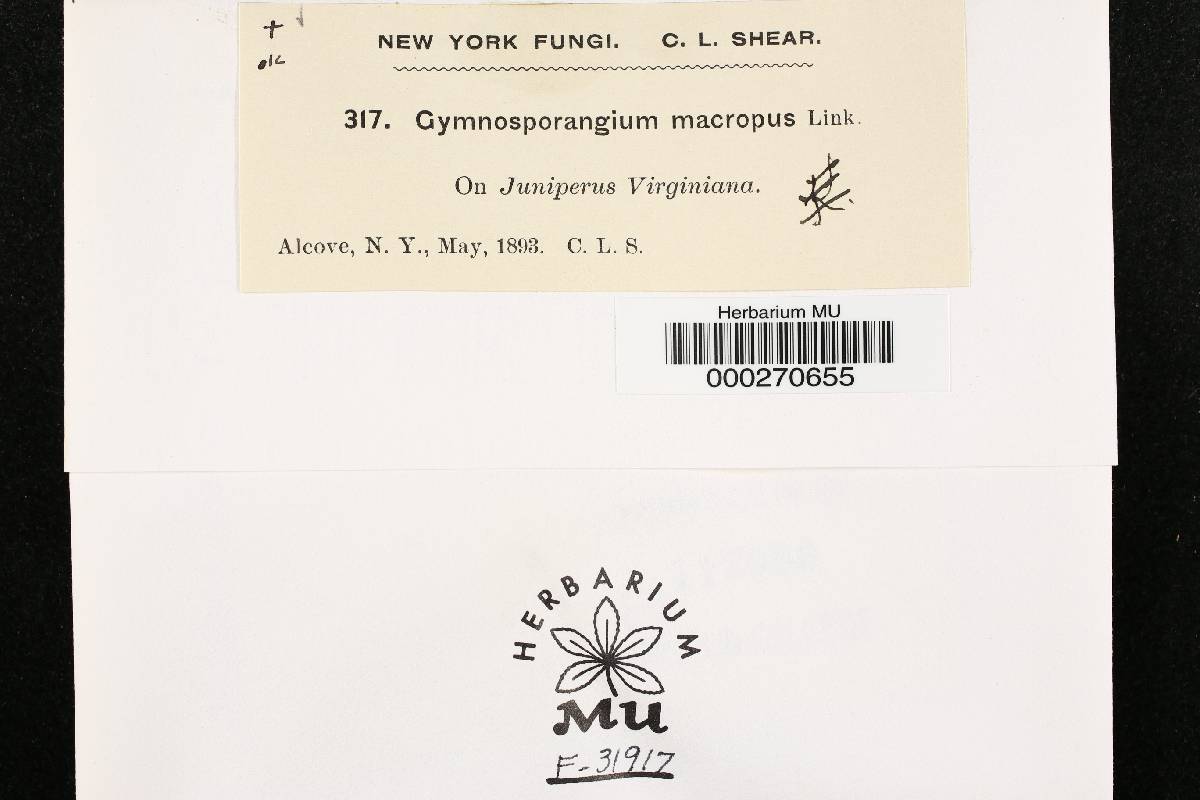 +
ok
NEW YORK FUNGI. C. L. SHEAR.
317. Gymnosporangium macropus Link.
On Juniperus Virginiana.
Alcove, N. Y., May, 1893. C. L. S.
Herbarium MU
000270655
HERBARIUM
MU
F-31917